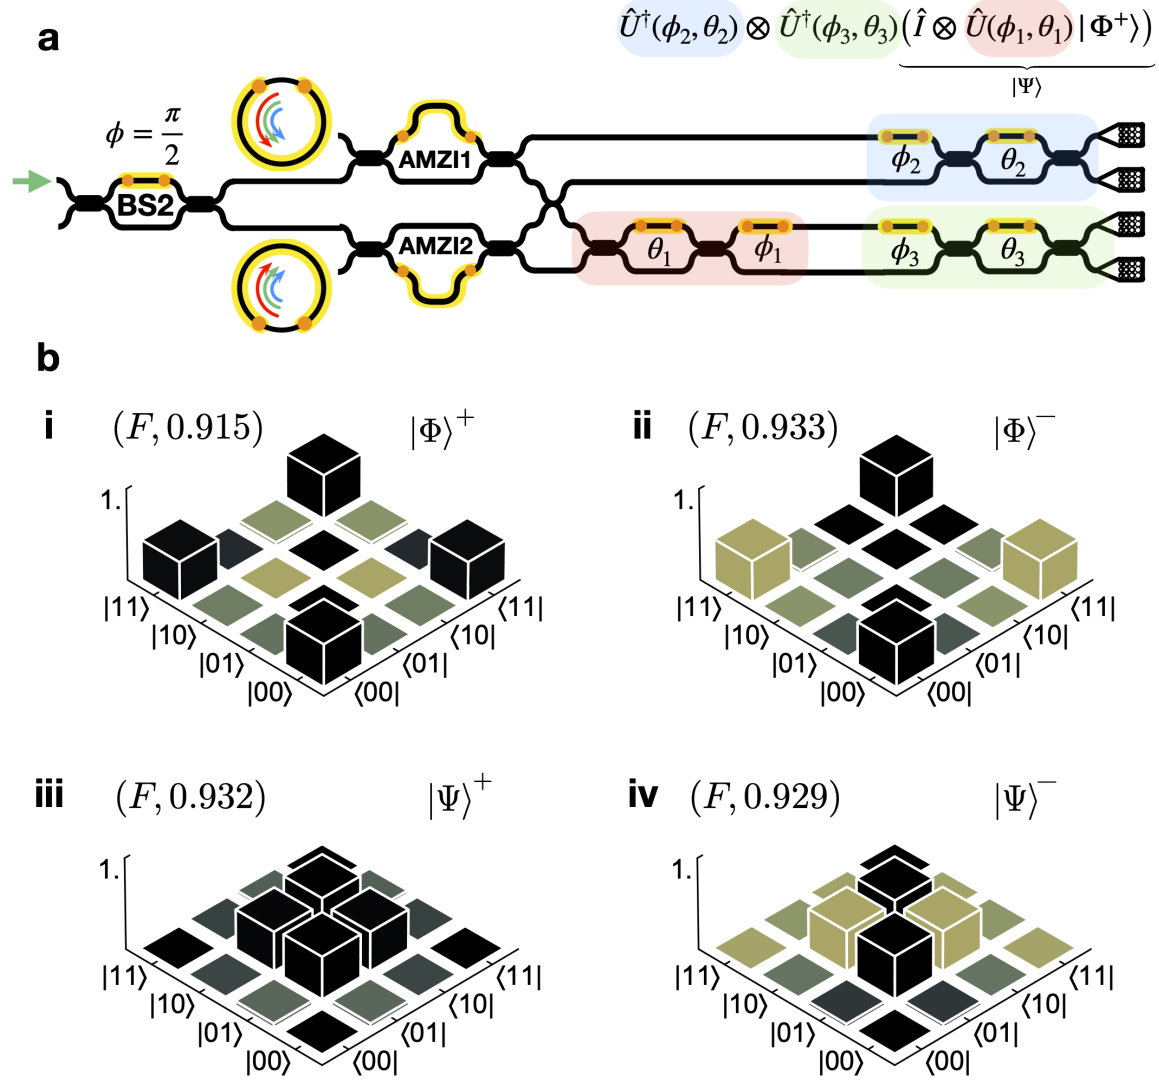 a
Û†(ϕ₂, θ₂) ⊗ Û†(ϕ₃, θ₃)(Î ⊗ Û(ϕ₁, θ₁)|Φ⁺⟩)
|Ψ⟩
ϕ = π/2
BS2
AMZI1
AMZI2
ϕ₂ θ₂
θ₁ ϕ₁ ϕ₃ θ₃
b
i (F, 0.915) |Φ⟩⁺
1.
|11⟩ |10⟩ |01⟩ |00⟩ ⟨00| ⟨01| ⟨10| ⟨11|
ii (F, 0.933) |Φ⟩⁻
1.
|11⟩ |10⟩ |01⟩ |00⟩ ⟨00| ⟨01| ⟨10| ⟨11|
iii (F, 0.932) |Ψ⟩⁺
1.
|11⟩ |10⟩ |01⟩ |00⟩ ⟨00| ⟨01| ⟨10| ⟨11|
iv (F, 0.929) |Ψ⟩⁻
1.
|11⟩ |10⟩ |01⟩ |00⟩ ⟨00| ⟨01| ⟨10| ⟨11|